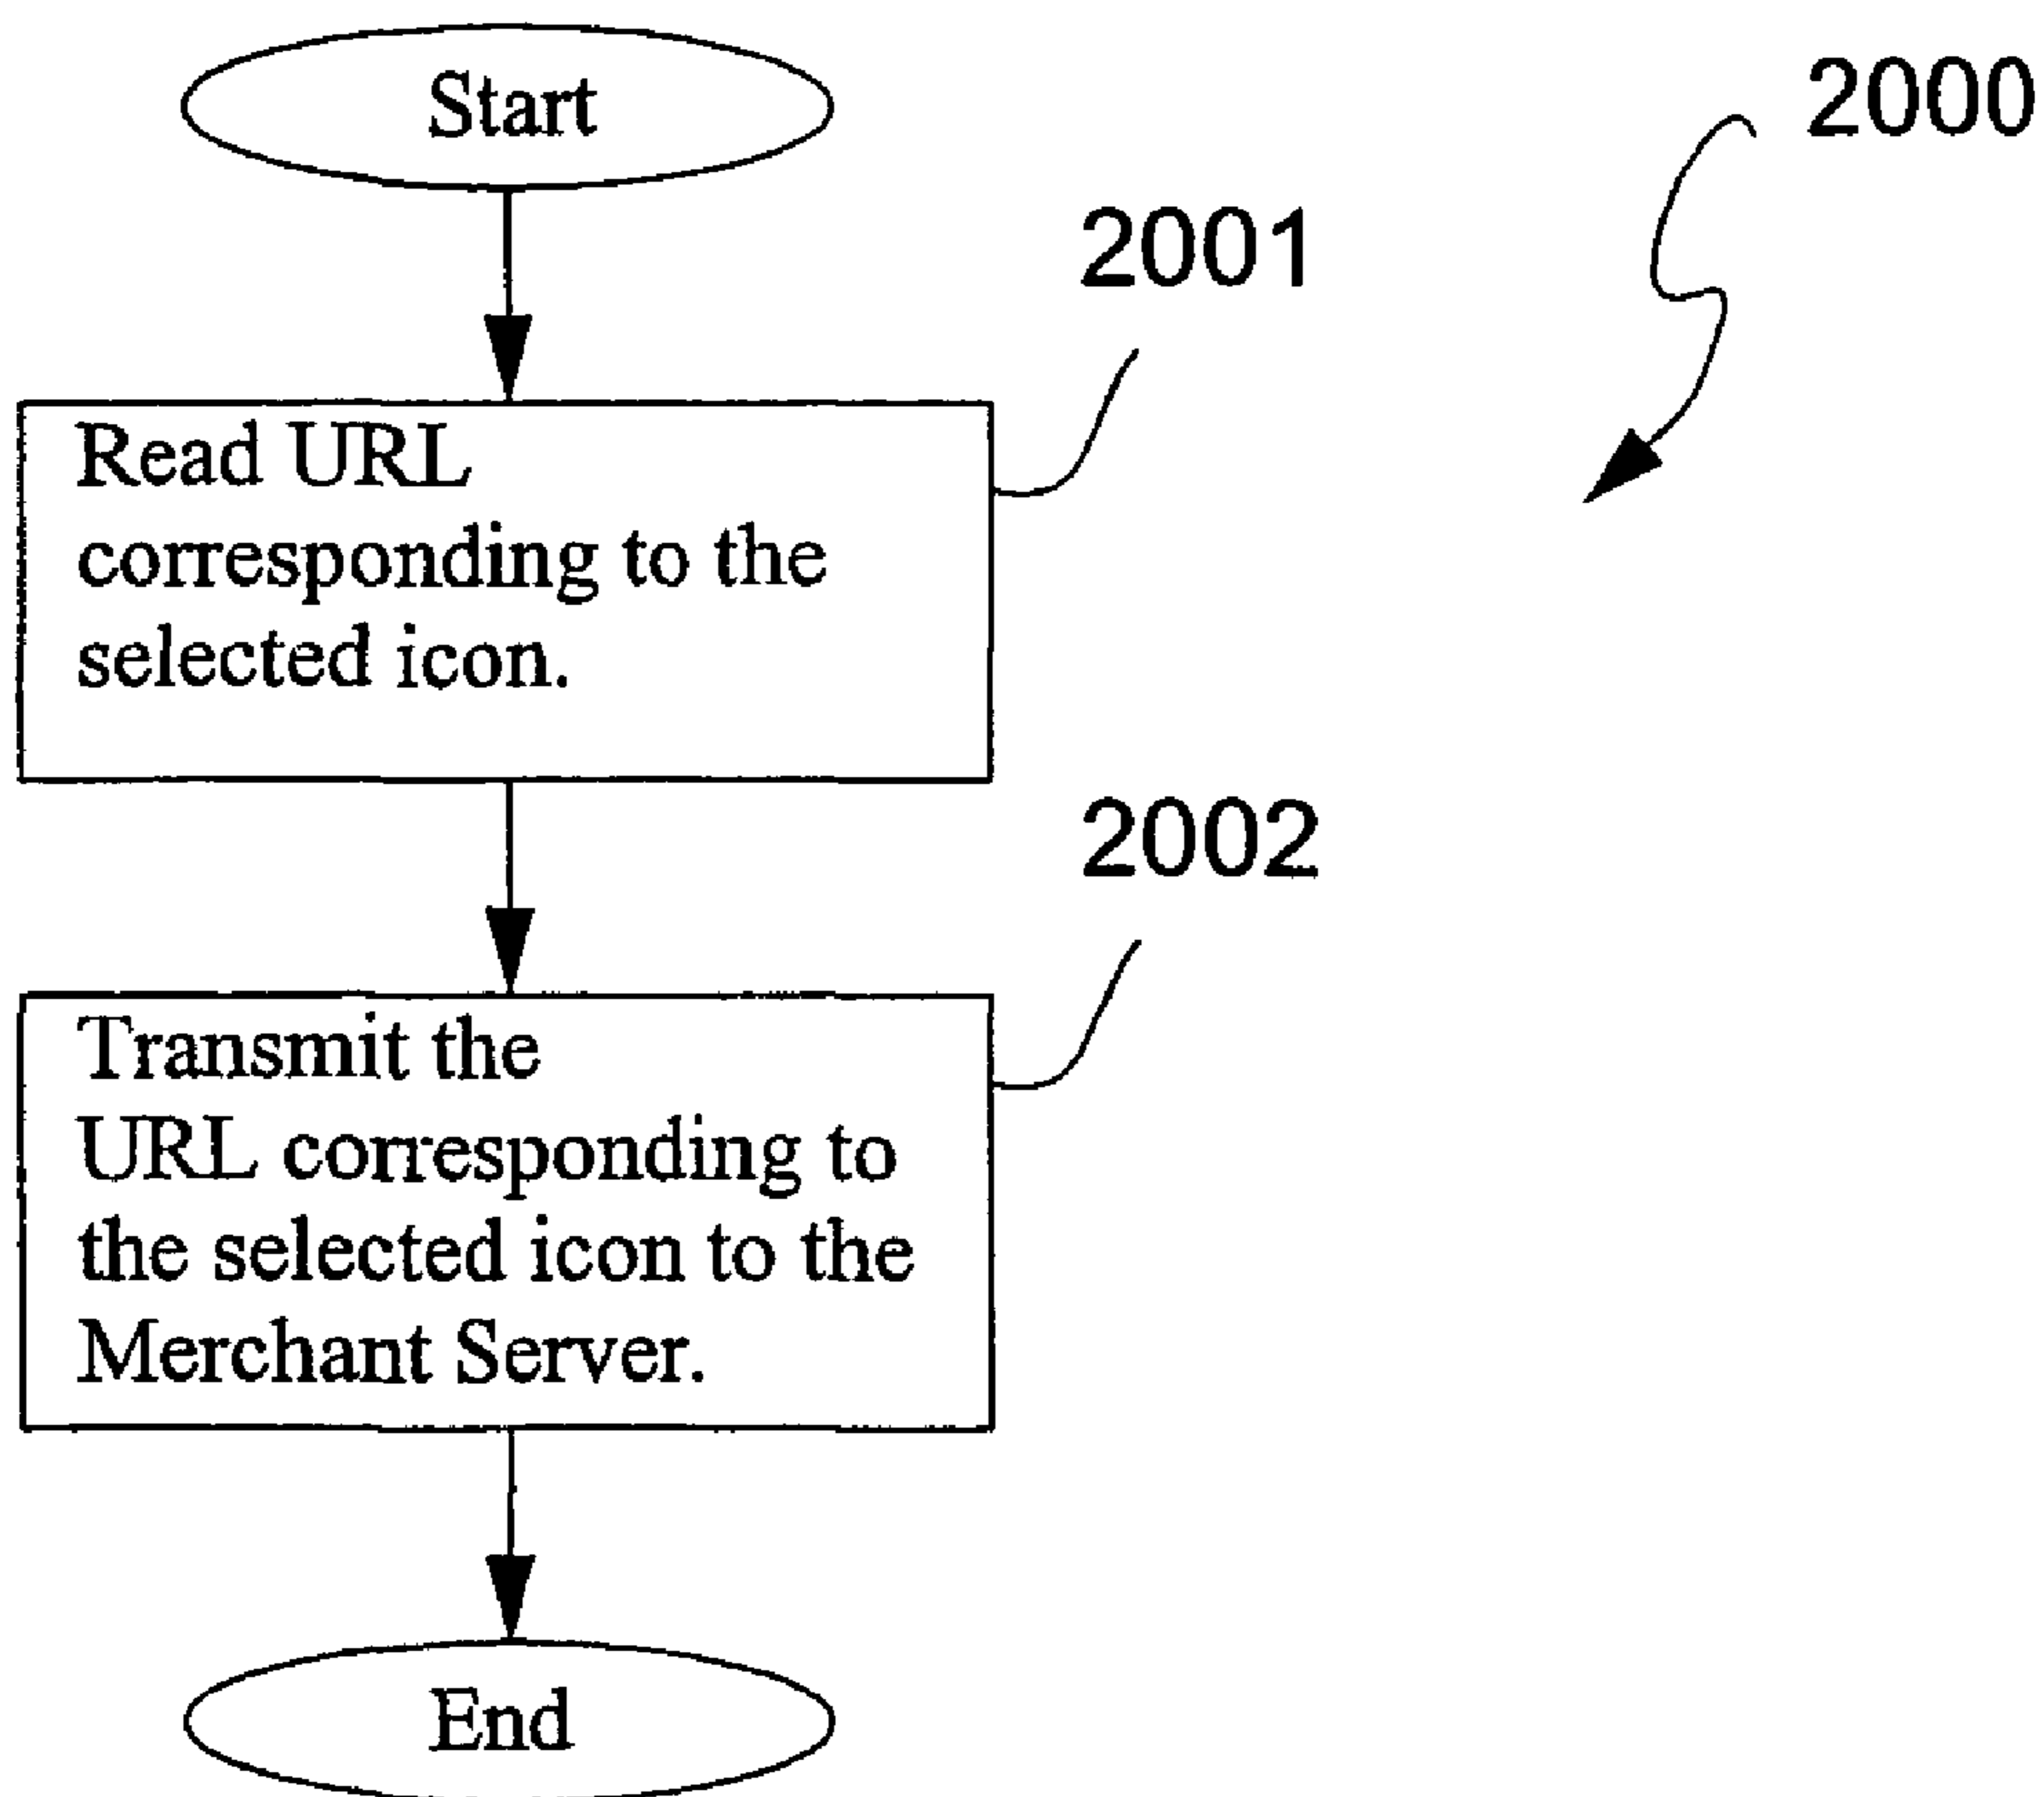 Start
2000
2001
Read URL
corresponding to the
selected icon.
2002
Transmit the
URL corresponding to
the selected icon to the
Merchant Server.
End